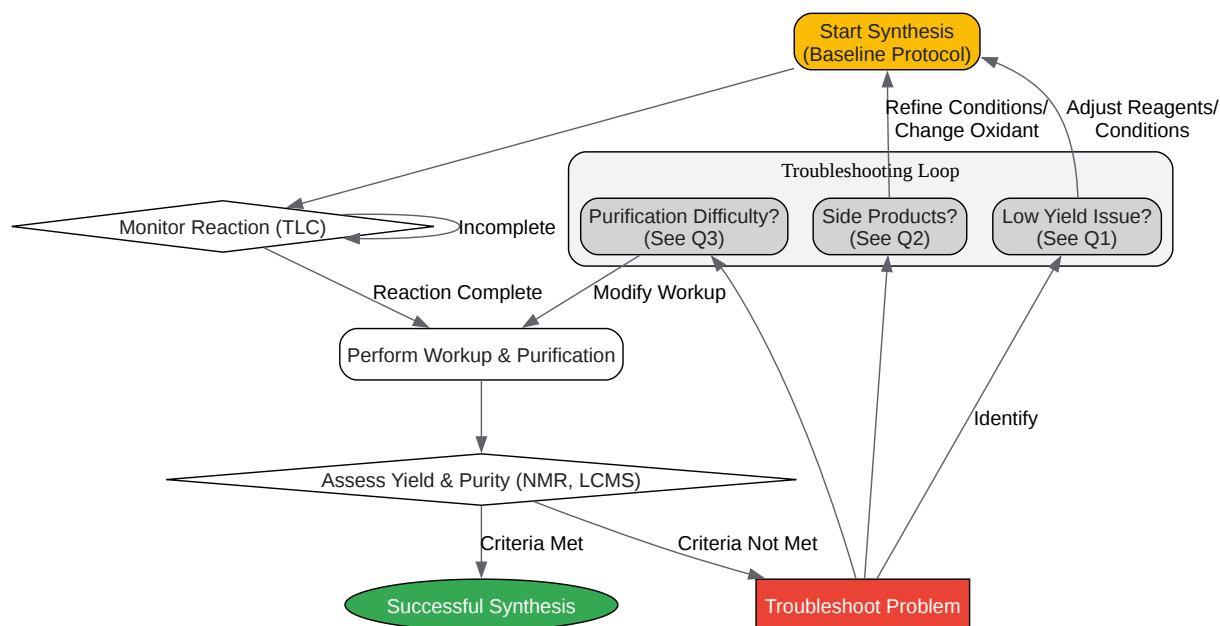 Start Synthesis
(Baseline Protocol)
Refine Conditions/
Change Oxidant
Adjust Reagents/
Conditions
Troubleshooting Loop
Purification Difficulty?
(See Q3)
Side Products?
(See Q2)
Low Yield Issue?
(See Q1)
Monitor Reaction (TLC)
Incomplete
Reaction Complete
Modify Workup
Perform Workup & Purification
Identify
Assess Yield & Purity (NMR, LCMS)
Criteria Met
Criteria Not Met
Successful Synthesis
Troubleshoot Problem